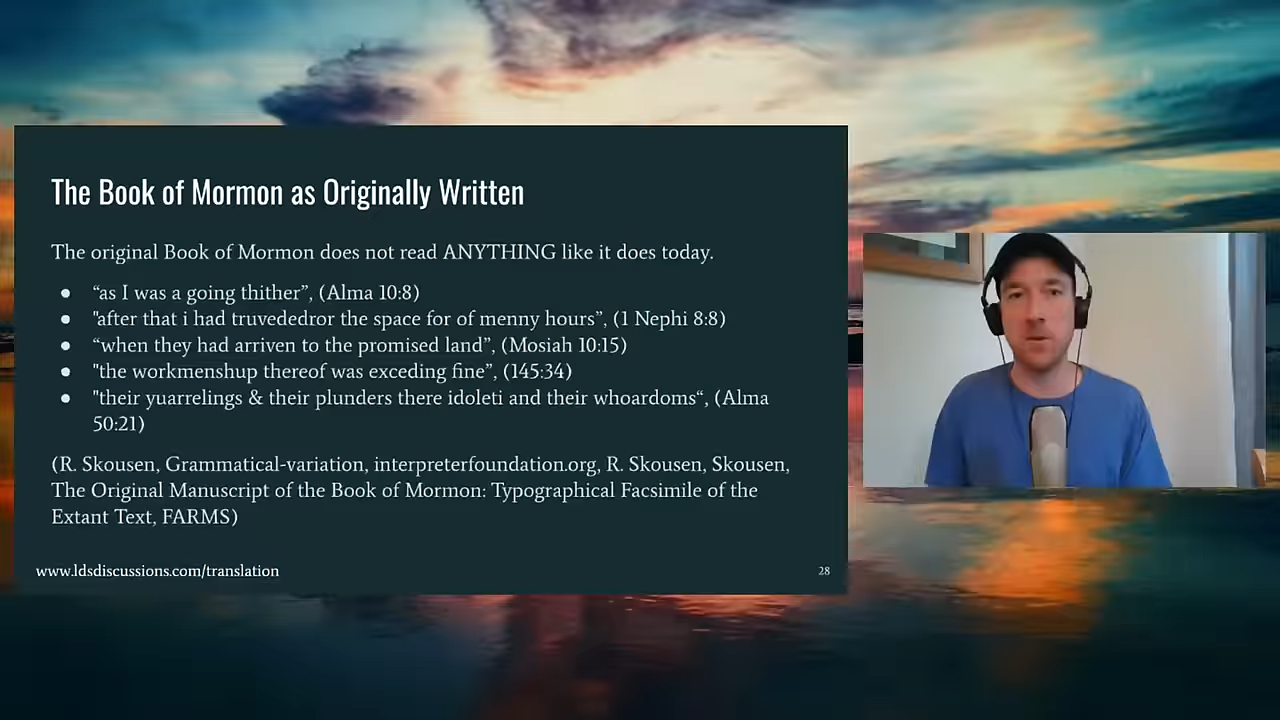 The Book of Mormon as Originally Written
The original Book of Mormon does not read ANYTHING like it does today.
● “as I was a going thither”, (Alma 10:8)
● "after that i had truvededror the space for of menny hours”, (1 Nephi 8:8)
● “when they had arriven to the promised land”, (Mosiah 10:15)
● "the workmenshup thereof was exceding fine”, (145:34)
● "their yuarrelings & their plunders there idoleti and their whoardoms“, (Alma
50:21)
(R. Skousen, Grammatical-variation, interpreterfoundation.org, R. Skousen, Skousen,
The Original Manuscript of the Book of Mormon: Typographical Facsimile of the
Extant Text, FARMS)
www.ldsdiscussions.com/translation
28